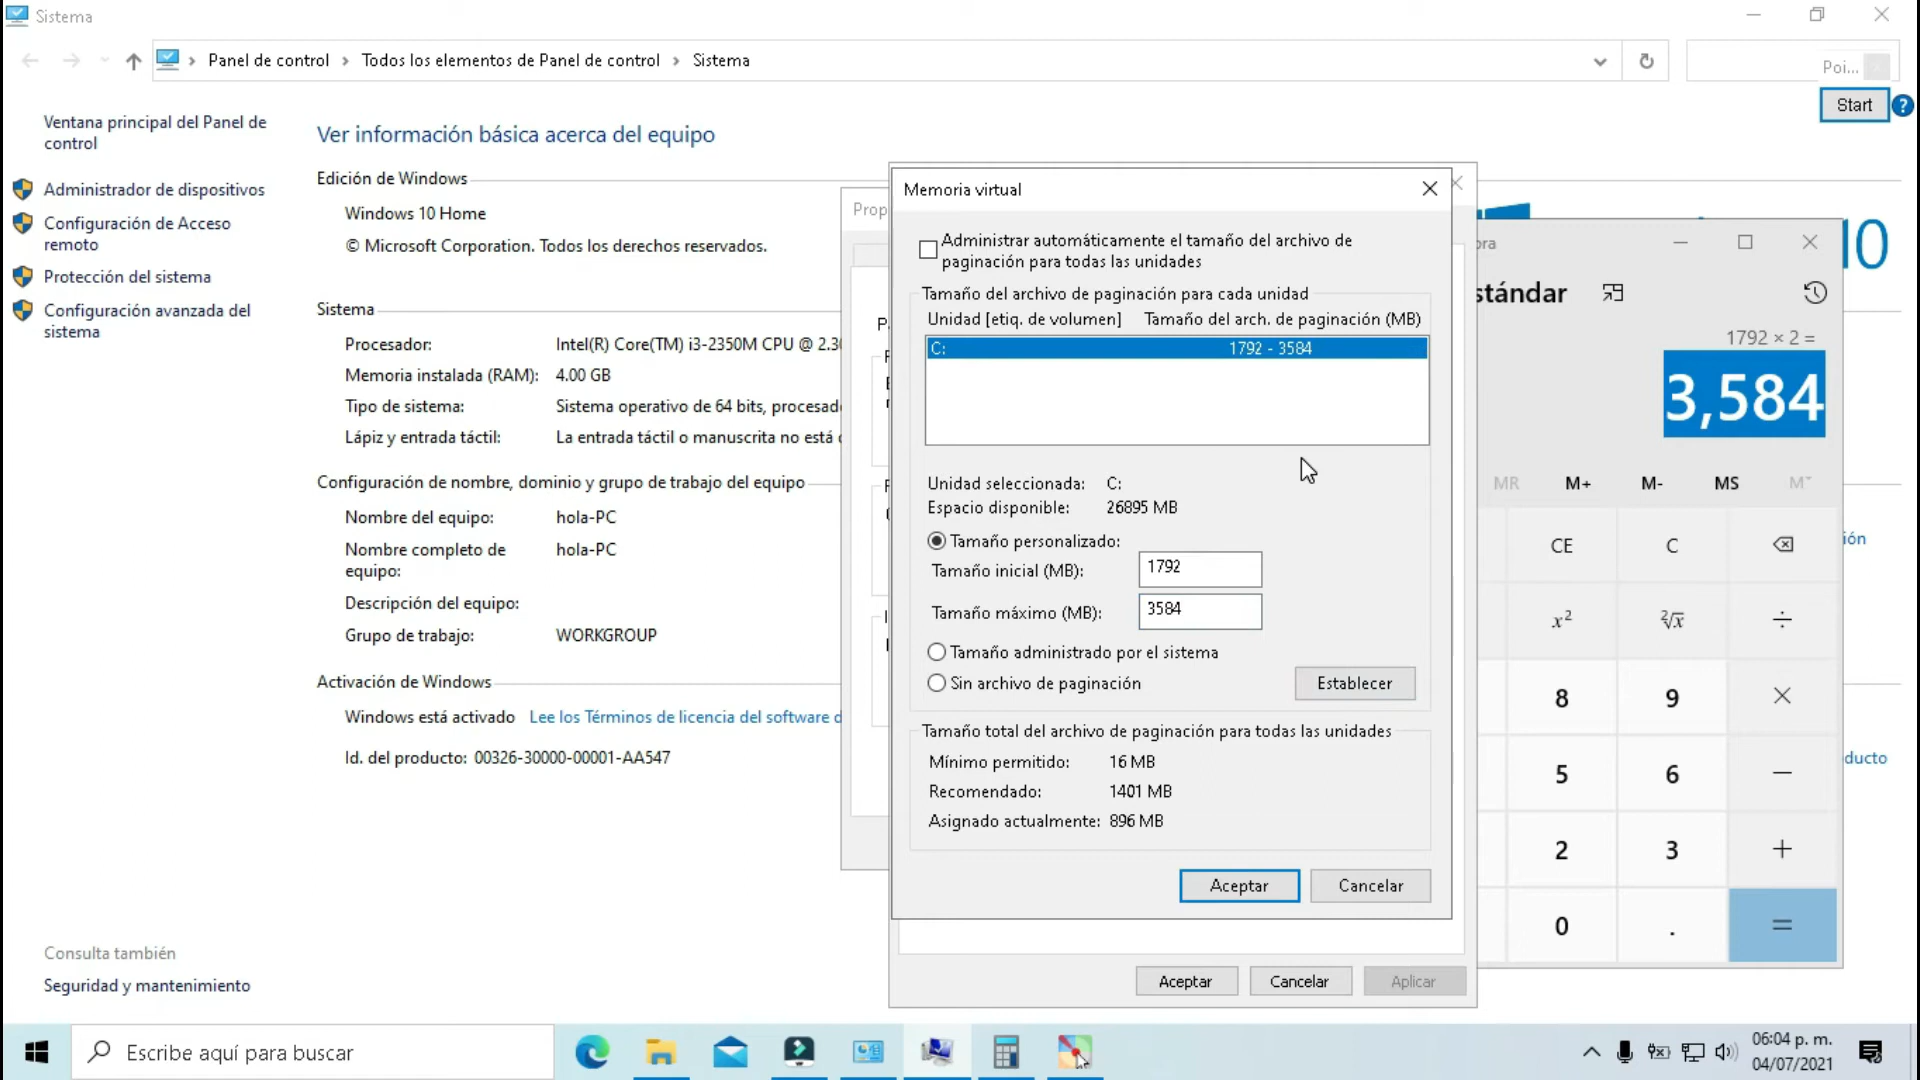 Sistema
Panel de control > Todos los elementos de Panel de control > Sistema
Poi...
Start
?
Ventana principal del Panel de
control
Administrador de dispositivos
Configuración de Acceso
remoto
Protección del sistema
Configuración avanzada del
sistema
Consulta también
Seguridad y mantenimiento
Ver información básica acerca del equipo
Edición de Windows
Windows 10 Home
© Microsoft Corporation. Todos los derechos reservados.
Sistema
Procesador: Intel(R) Core(TM) i3-2350M CPU @ 2.30
Memoria instalada (RAM): 4.00 GB
Tipo de sistema: Sistema operativo de 64 bits, procesad
Lápiz y entrada táctil: La entrada táctil o manuscrita no está
Configuración de nombre, dominio y grupo de trabajo del equipo
Nombre del equipo: hola-PC
Nombre completo de
equipo: hola-PC
Descripción del equipo:
Grupo de trabajo: WORKGROUP
Activación de Windows
Windows está activado Lee los Términos de licencia del software d
Id. del producto: 00326-30000-00001-AA547
Prop
Memoria virtual
Administrar automáticamente el tamaño del archivo de
paginación para todas las unidades
Tamaño del archivo de paginación para cada unidad
Unidad [etiq. de volumen] Tamaño del arch. de paginación (MB)
C: 1792 - 3584
Unidad seleccionada: C:
Espacio disponible: 26895 MB
Tamaño personalizado:
Tamaño inicial (MB): 1792
Tamaño máximo (MB): 3584
Tamaño administrado por el sistema
Sin archivo de paginación
Establecer
Tamaño total del archivo de paginación para todas las unidades
Mínimo permitido: 16 MB
Recomendado: 1401 MB
Asignado actualmente: 896 MB
Aceptar Cancelar
Aceptar Cancelar Aplicar
10
ora
stándar
1792 × 2 =
3,584
MR M+ M- MS M
CE C
x² ²√x ÷
8 9 ×
5 6 −
2 3 +
0 . =
ión
ducto
Escribe aquí para buscar
06:04 p. m.
04/07/2021